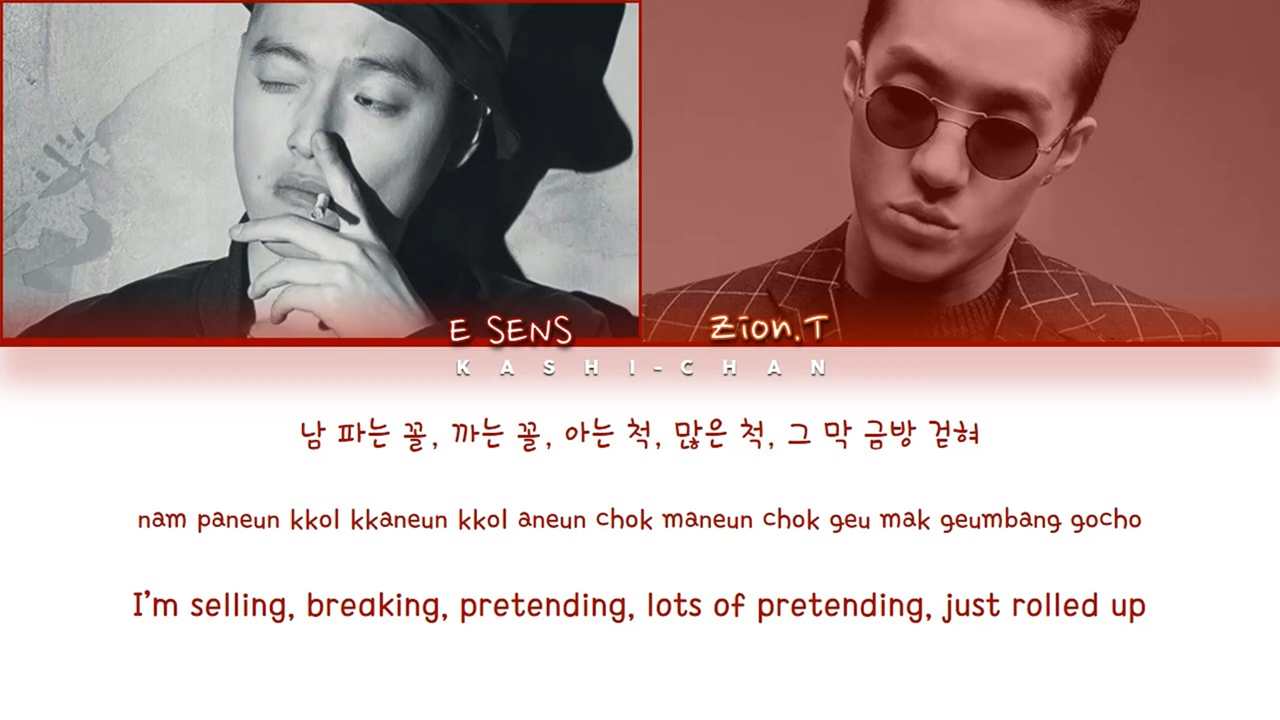 E SENS
Zion.T
KASHI-CHAN
남 파는 꼴, 까는 꼴, 아는 척, 많은 척, 그 막 금방 걷혀
nam paneun kkol kkaneun kkol aneun chok maneun chok geu mak geumbang gocho
I'm selling, breaking, pretending, lots of pretending, just rolled up